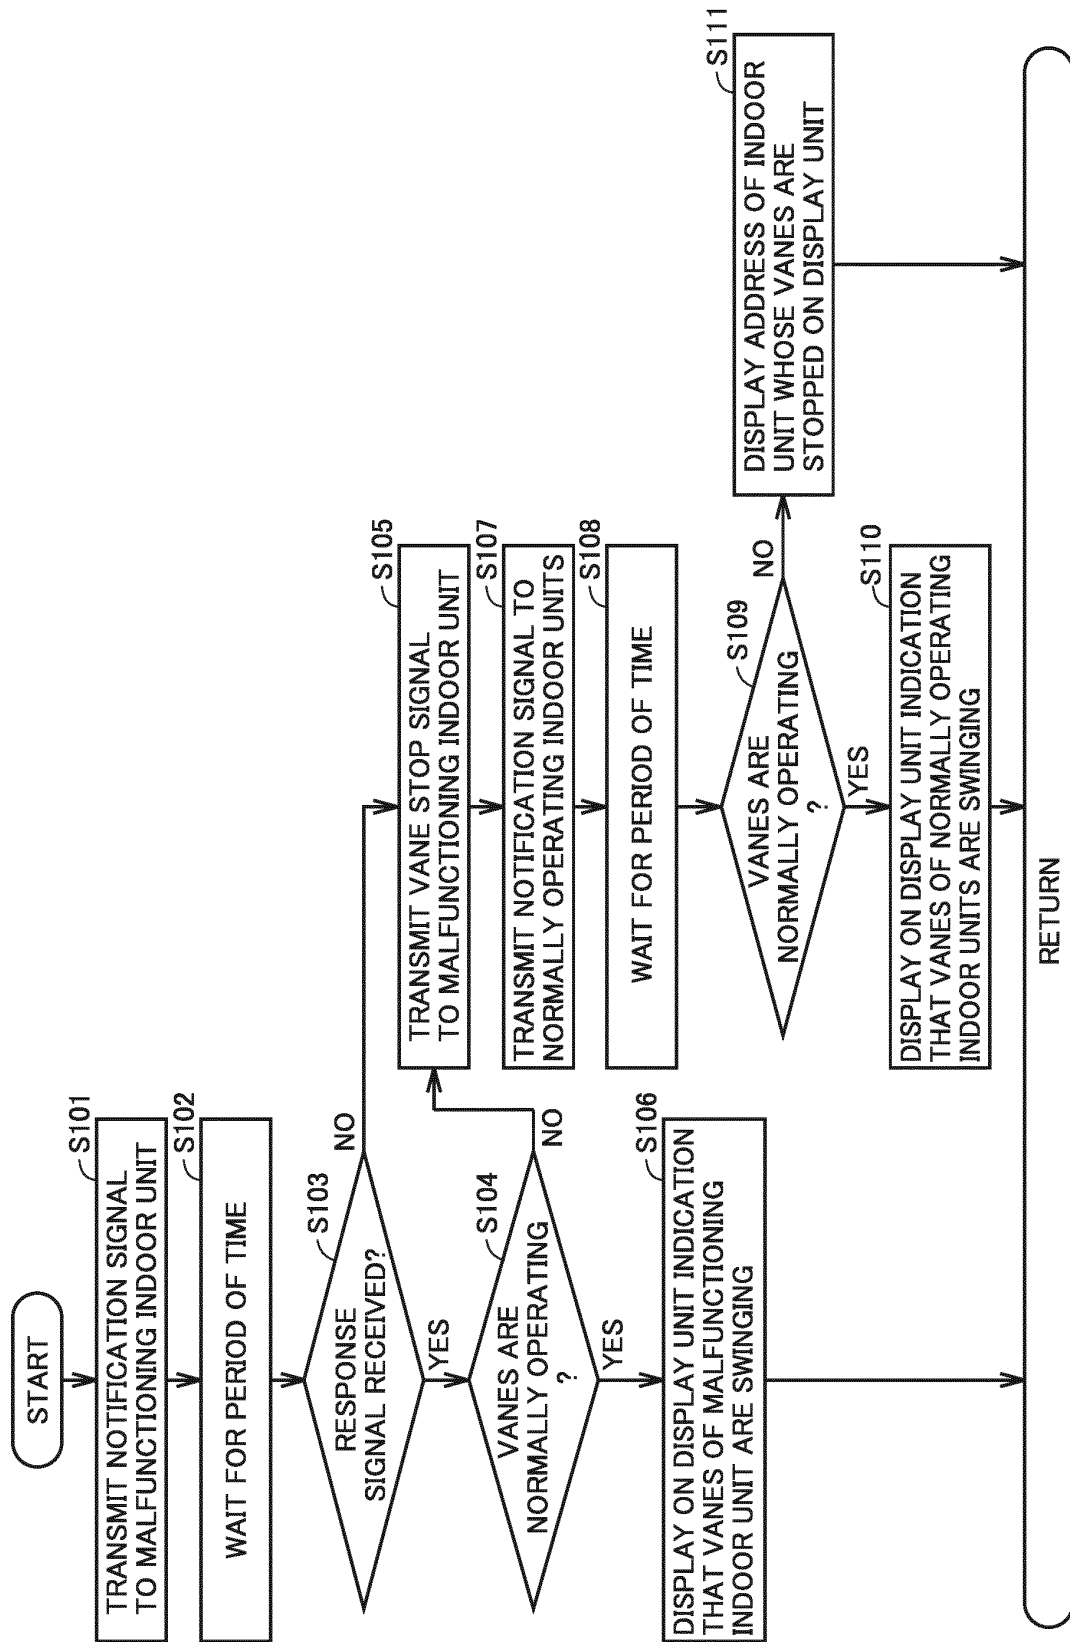 START
S101
TRANSMIT NOTIFICATION SIGNAL
TO MALFUNCTIONING INDOOR UNIT
S102
WAIT FOR PERIOD OF TIME
S103
RESPONSE
SIGNAL RECEIVED?
NO
YES
S104
VANES ARE
NORMALLY OPERATING
?
NO
YES
S106
DISPLAY ON DISPLAY UNIT INDICATION
THAT VANES OF MALFUNCTIONING
INDOOR UNIT ARE SWINGING
S105
TRANSMIT VANE STOP SIGNAL
TO MALFUNCTIONING INDOOR UNIT
S107
TRANSMIT NOTIFICATION SIGNAL TO
NORMALLY OPERATING INDOOR UNITS
S108
WAIT FOR PERIOD OF TIME
S109
VANES ARE
NORMALLY OPERATING
?
NO
YES
S110
DISPLAY ON DISPLAY UNIT INDICATION
THAT VANES OF NORMALLY OPERATING
INDOOR UNITS ARE SWINGING
S111
DISPLAY ADDRESS OF INDOOR
UNIT WHOSE VANES ARE
STOPPED ON DISPLAY UNIT
RETURN